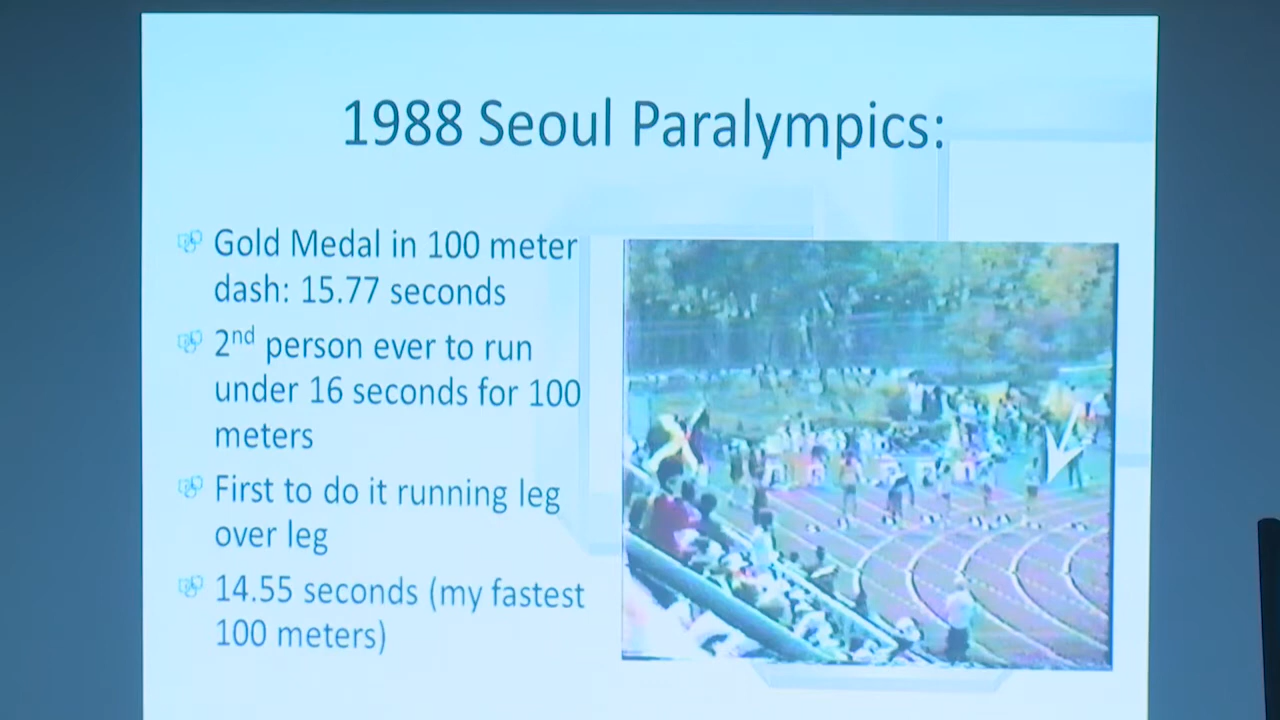 1988 Seoul Paralympics:
Gold Medal in 100 meter
dash: 15.77 seconds
2nd person ever to run
under 16 seconds for 100
meters
First to do it running leg
over leg
14.55 seconds (my fastest
100 meters)